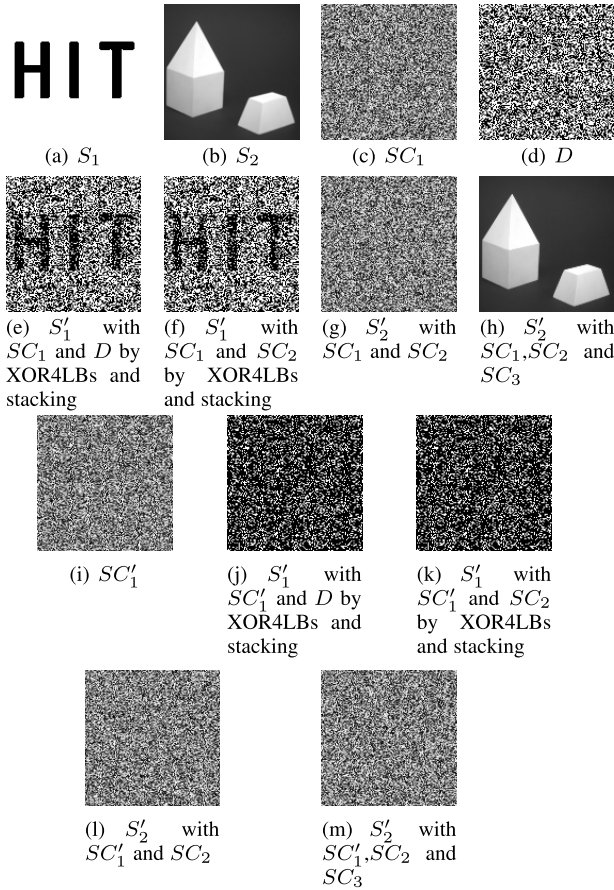 HIT
(a) S₁
(b) S₂
(c) SC₁
(d) D
HIT
HIT
(e) S′₁ with
SC₁ and D by
XOR4LBs and
stacking
(f) S′₁ with
SC₁ and SC₂
by XOR4LBs
and stacking
(g) S′₂ with
SC₁ and SC₂
(h) S′₂ with
SC₁,SC₂ and
SC₃
(i) SC′₁
(j) S′₁ with
SC′₁ and D by
XOR4LBs and
stacking
(k) S′₁ with
SC′₁ and SC₂
by XOR4LBs
and stacking
(l) S′₂ with
SC′₁ and SC₂
(m) S′₂ with
SC′₁,SC₂ and
SC₃